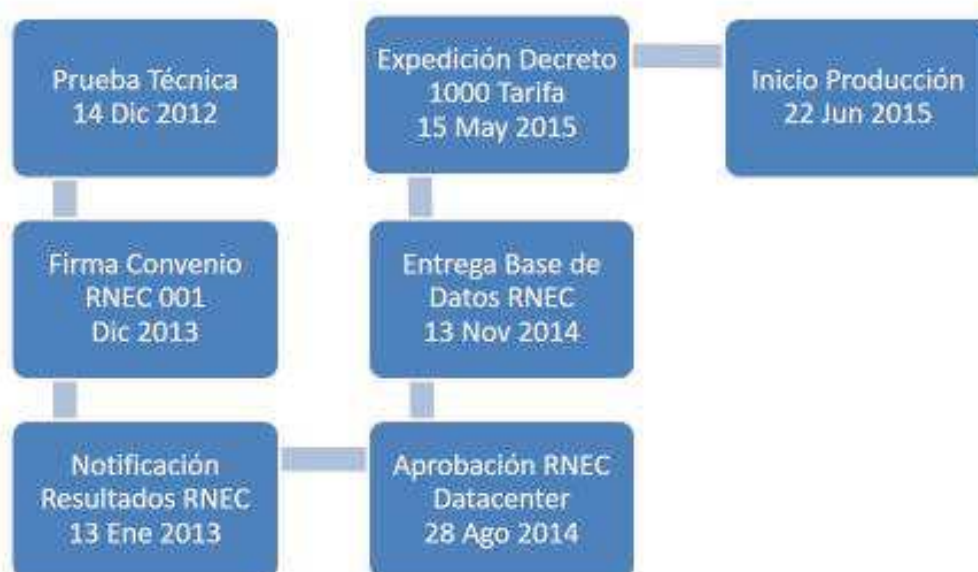 Prueba Técnica
14 Dic 2012
Firma Convenio
RNEC 001
Dic 2013
Notificación
Resultados RNEC
13 Ene 2013
Aprobación RNEC
Datacenter
28 Ago 2014
Entrega Base de
Datos RNEC
13 Nov 2014
Expedición Decreto
1000 Tarifa
15 May 2015
Inicio Producción
22 Jun 2015